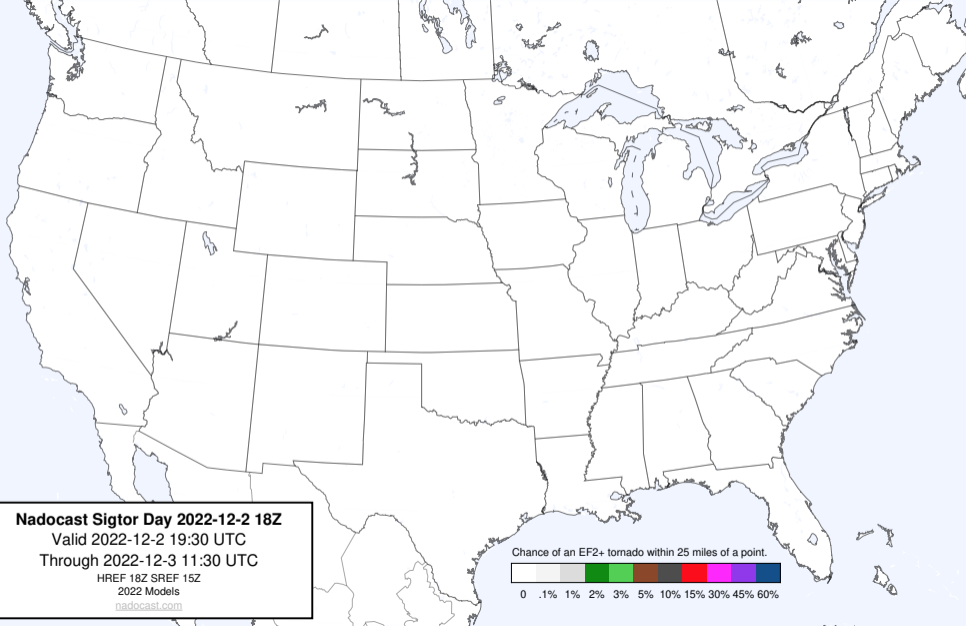 Nadocast Sigtor Day 2022-12-2 18Z
Valid 2022-12-2 19:30 UTC
Through 2022-12-3 11:30 UTC
HREF 18Z SREF 15Z
2022 Models
nadocast.com
Chance of an EF2+ tornado within 25 miles of a point.
0 .1% 1% 2% 3% 5% 10% 15% 30% 45% 60%